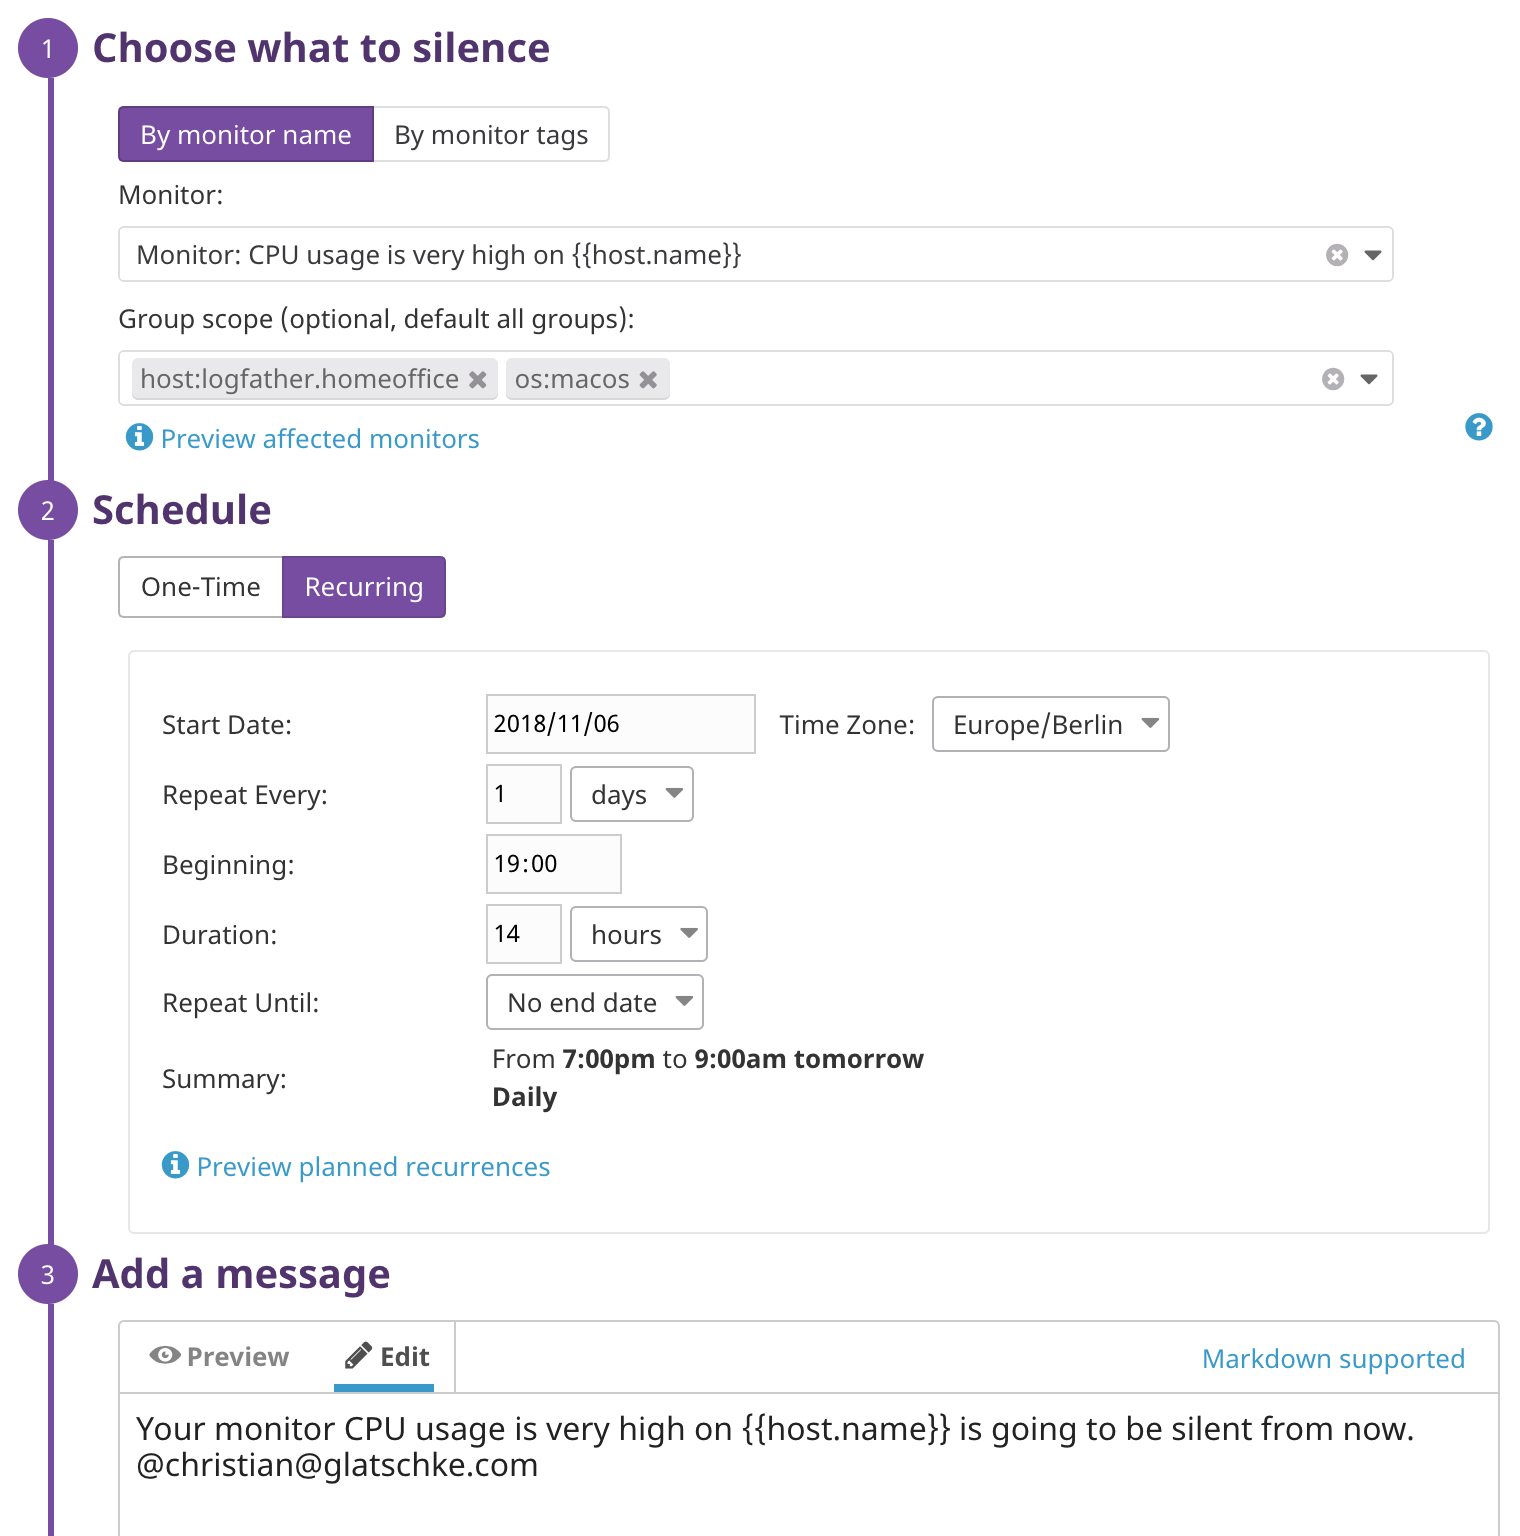 1 Choose what to silence
By monitor name By monitor tags
Monitor:
Monitor: CPU usage is very high on {{host.name}}
Group scope (optional, default all groups):
host:logfather.homeoffice os:macos
Preview affected monitors
2 Schedule
One-Time Recurring
Start Date: 2018/11/06 Time Zone: Europe/Berlin
Repeat Every: 1 days
Beginning: 19:00
Duration: 14 hours
Repeat Until: No end date
Summary: From 7:00pm to 9:00am tomorrow
Daily
Preview planned recurrences
3 Add a message
Preview Edit Markdown supported
Your monitor CPU usage is very high on {{host.name}} is going to be silent from now.
@christian@glatschke.com